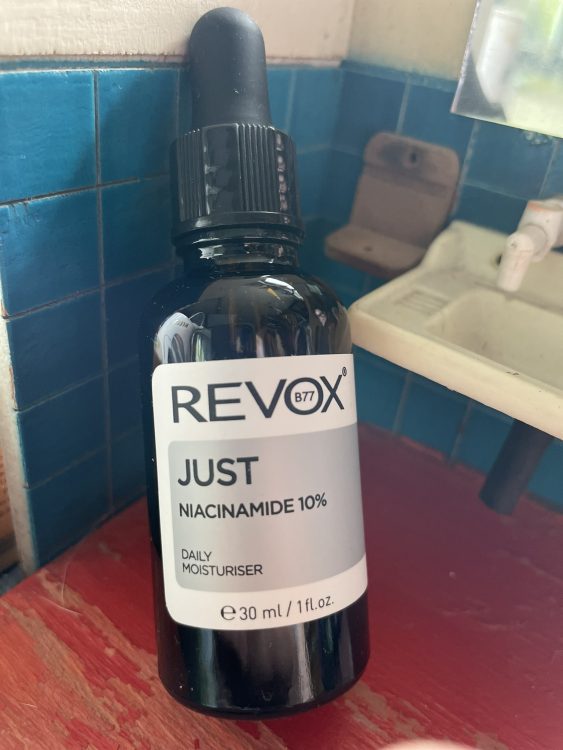 REVOX B77®
JUST
NIACINAMIDE 10%
DAILY
MOISTURISER
℮ 30 ml / 1 fl.oz.